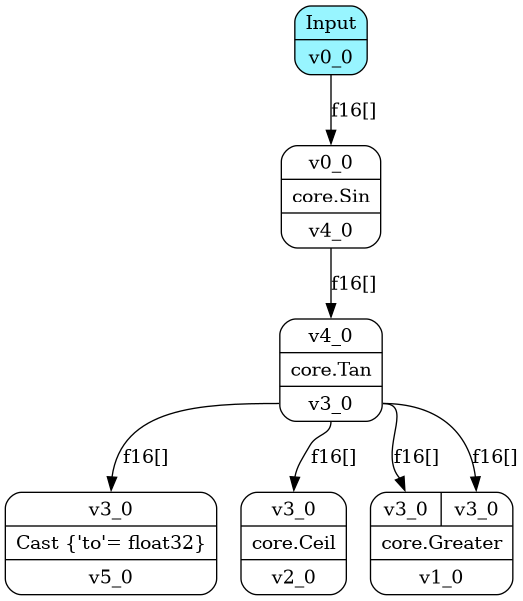 Input
v0_0
f16[]
v0_0
core.Sin
v4_0
f16[]
v4_0
core.Tan
v3_0
f16[] f16[] f16[] f16[]
v3_0 v3_0 v3_0 v3_0
Cast {'to'= float32} core.Ceil core.Greater
v5_0 v2_0 v1_0